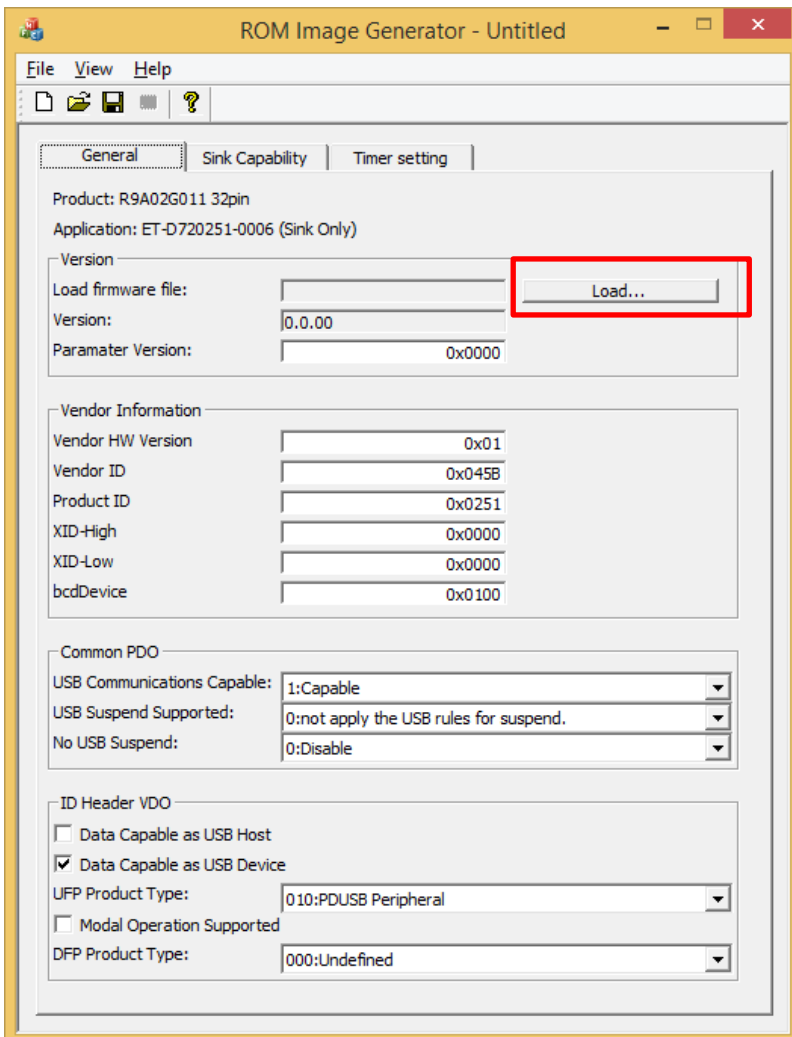 ROM Image Generator - Untitled
File View Help
General Sink Capability Timer setting
Product: R9A02G011 32pin
Application: ET-D720251-0006 (Sink Only)
Version
Load firmware file: Load...
Version: 0.0.00
Paramater Version: 0x0000
Vendor Information
Vendor HW Version 0x01
Vendor ID 0x045B
Product ID 0x0251
XID-High 0x0000
XID-Low 0x0000
bcdDevice 0x0100
Common PDO
USB Communications Capable: 1:Capable
USB Suspend Supported: 0:not apply the USB rules for suspend.
No USB Suspend: 0:Disable
ID Header VDO
Data Capable as USB Host
Data Capable as USB Device
UFP Product Type: 010:PDUSB Peripheral
Modal Operation Supported
DFP Product Type: 000:Undefined